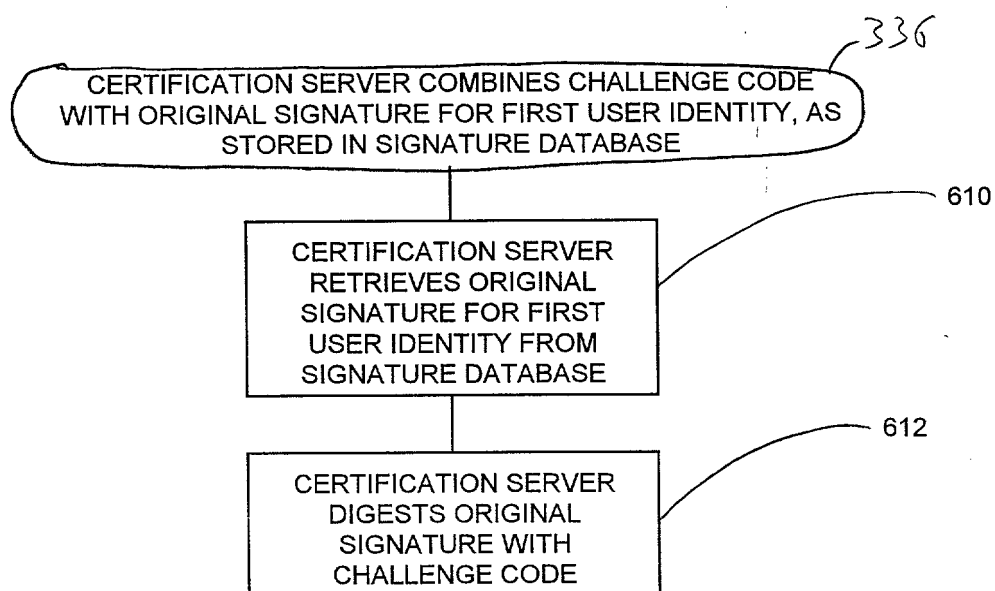 336
CERTIFICATION SERVER COMBINES CHALLENGE CODE
WITH ORIGINAL SIGNATURE FOR FIRST USER IDENTITY, AS
STORED IN SIGNATURE DATABASE
610
CERTIFICATION SERVER
RETRIEVES ORIGINAL
SIGNATURE FOR FIRST
USER IDENTITY FROM
SIGNATURE DATABASE
612
CERTIFICATION SERVER
DIGESTS ORIGINAL
SIGNATURE WITH
CHALLENGE CODE